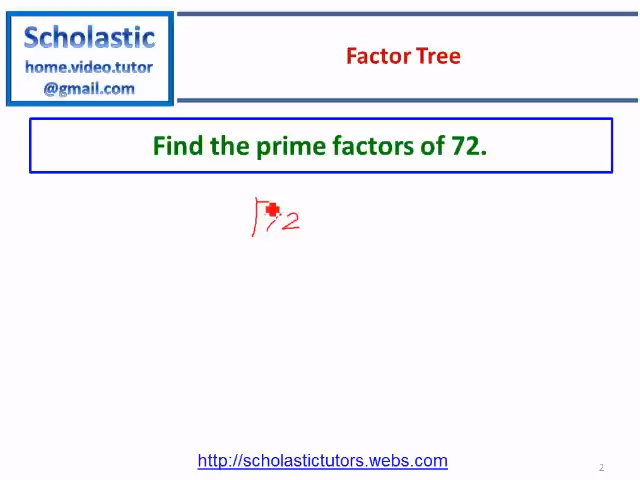 Scholastic
home.video.tutor
@gmail.com
Factor Tree
Find the prime factors of 72.
72
http://scholastictutors.webs.com
2